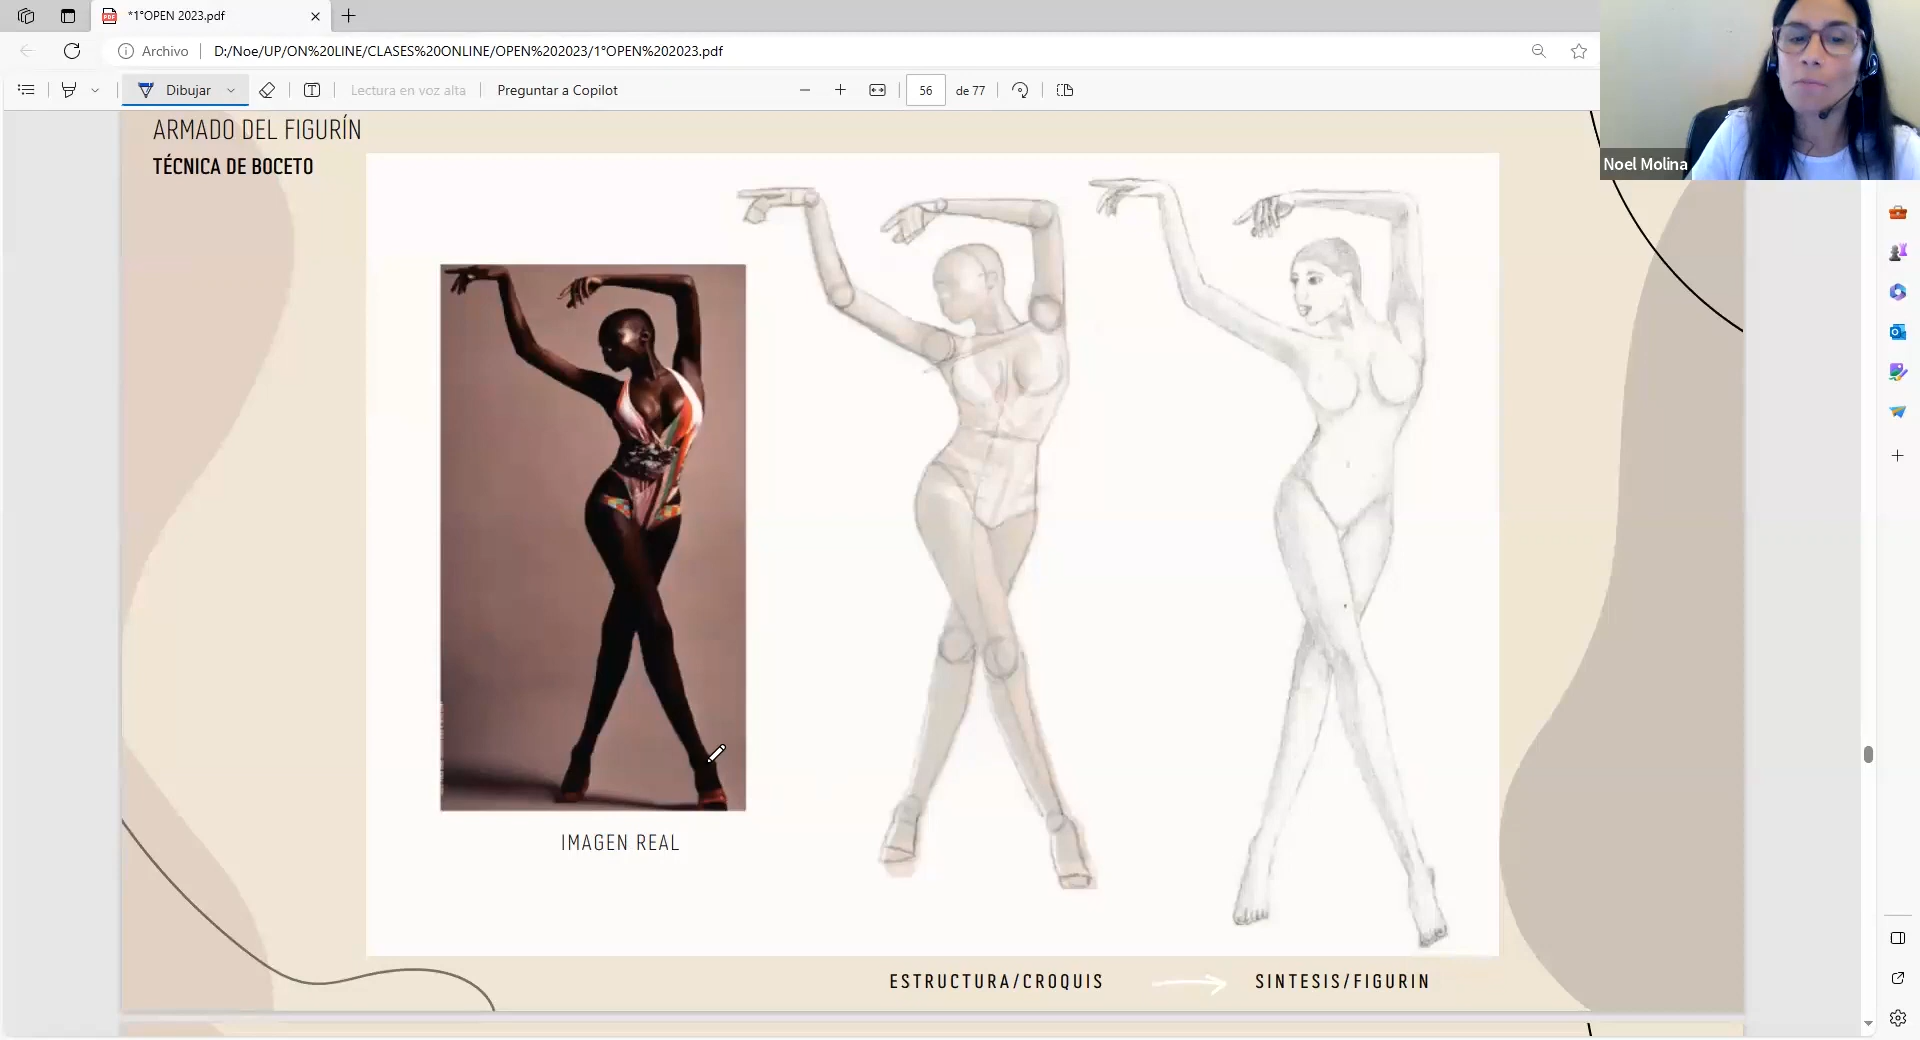 *1°OPEN 2023.pdf
Archivo
D:/Noe/UP/ON%20LINE/CLASES%20ONLINE/OPEN%202023/1°OPEN%202023.pdf
Dibujar
Lectura en voz alta
Preguntar a Copilot
56
de 77
Noel Molina
ARMADO DEL FIGURÍN
TÉCNICA DE BOCETO
IMAGEN REAL
ESTRUCTURA/CROQUIS
SINTESIS/FIGURIN